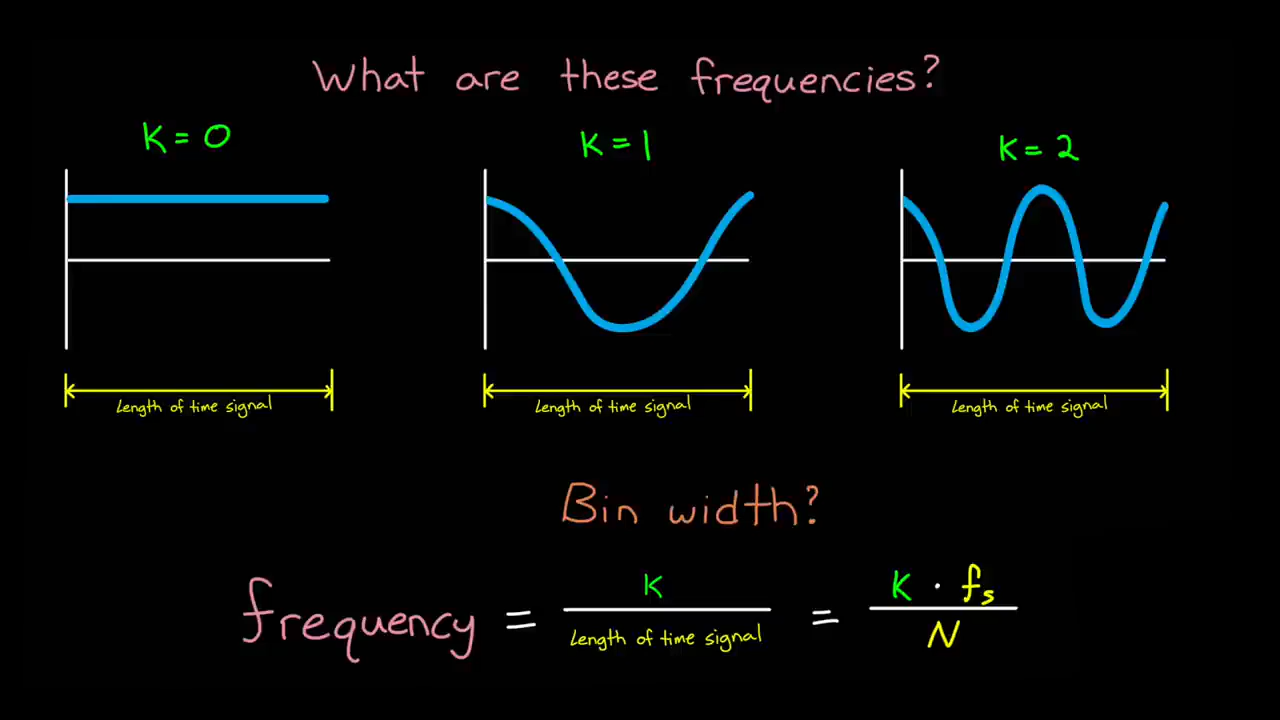 What are these frequencies?
K = 0
K = 1
K = 2
Length of time signal
Length of time signal
Length of time signal
Bin width?
frequency = K / Length of time signal = K · fs / N